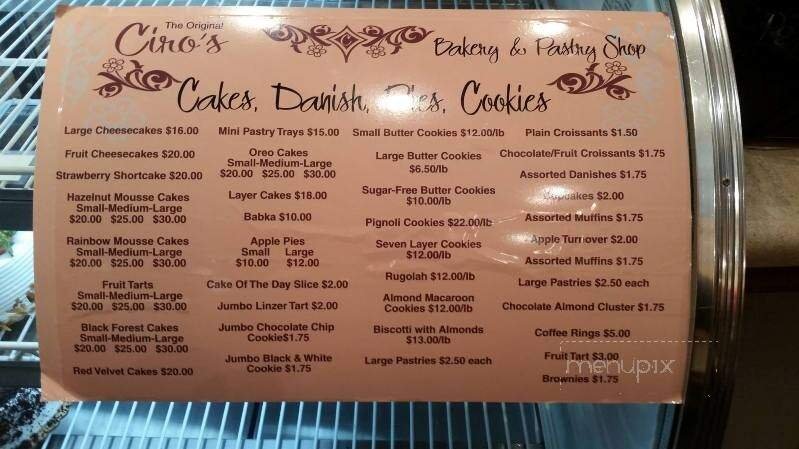 The Original
Ciro's
Bakery & Pastry Shop
Cakes, Danish, Pies, Cookies
Large Cheesecakes $16.00
Fruit Cheesecakes $20.00
Strawberry Shortcake $20.00
Hazelnut Mousse Cakes
Small-Medium-Large
$20.00 $25.00 $30.00
Rainbow Mousse Cakes
Small-Medium-Large
$20.00 $25.00 $30.00
Fruit Tarts
Small-Medium-Large
$20.00 $25.00 $30.00
Black Forest Cakes
Small-Medium-Large
$20.00 $25.00 $30.00
Red Velvet Cakes $20.00
Mini Pastry Trays $15.00
Oreo Cakes
Small-Medium-Large
$20.00 $25.00 $30.00
Layer Cakes $18.00
Babka $10.00
Apple Pies
Small Large
$10.00 $12.00
Cake Of The Day Slice $2.00
Jumbo Linzer Tart $2.00
Jumbo Chocolate Chip
Cookie$1.75
Jumbo Black & White
Cookie $1.75
Small Butter Cookies $12.00/lb
Large Butter Cookies
$6.50/lb
Sugar-Free Butter Cookies
$10.00/lb
Pignoli Cookies $22.00/lb
Seven Layer Cookies
$12.00/lb
Rugolah $12.00/lb
Almond Macaroon
Cookies $12.00/lb
Biscotti with Almonds
$13.00/lb
Large Pastries $2.50 each
Plain Croissants $1.50
Chocolate/Fruit Croissants $1.75
Assorted Danishes $1.75
Cupcakes $2.00
Assorted Muffins $1.75
Apple Turnover $2.00
Assorted Muffins $1.75
Large Pastries $2.50 each
Chocolate Almond Cluster $1.75
Coffee Rings $5.00
Fruit Tart $3.00
Brownies $1.75
menupix